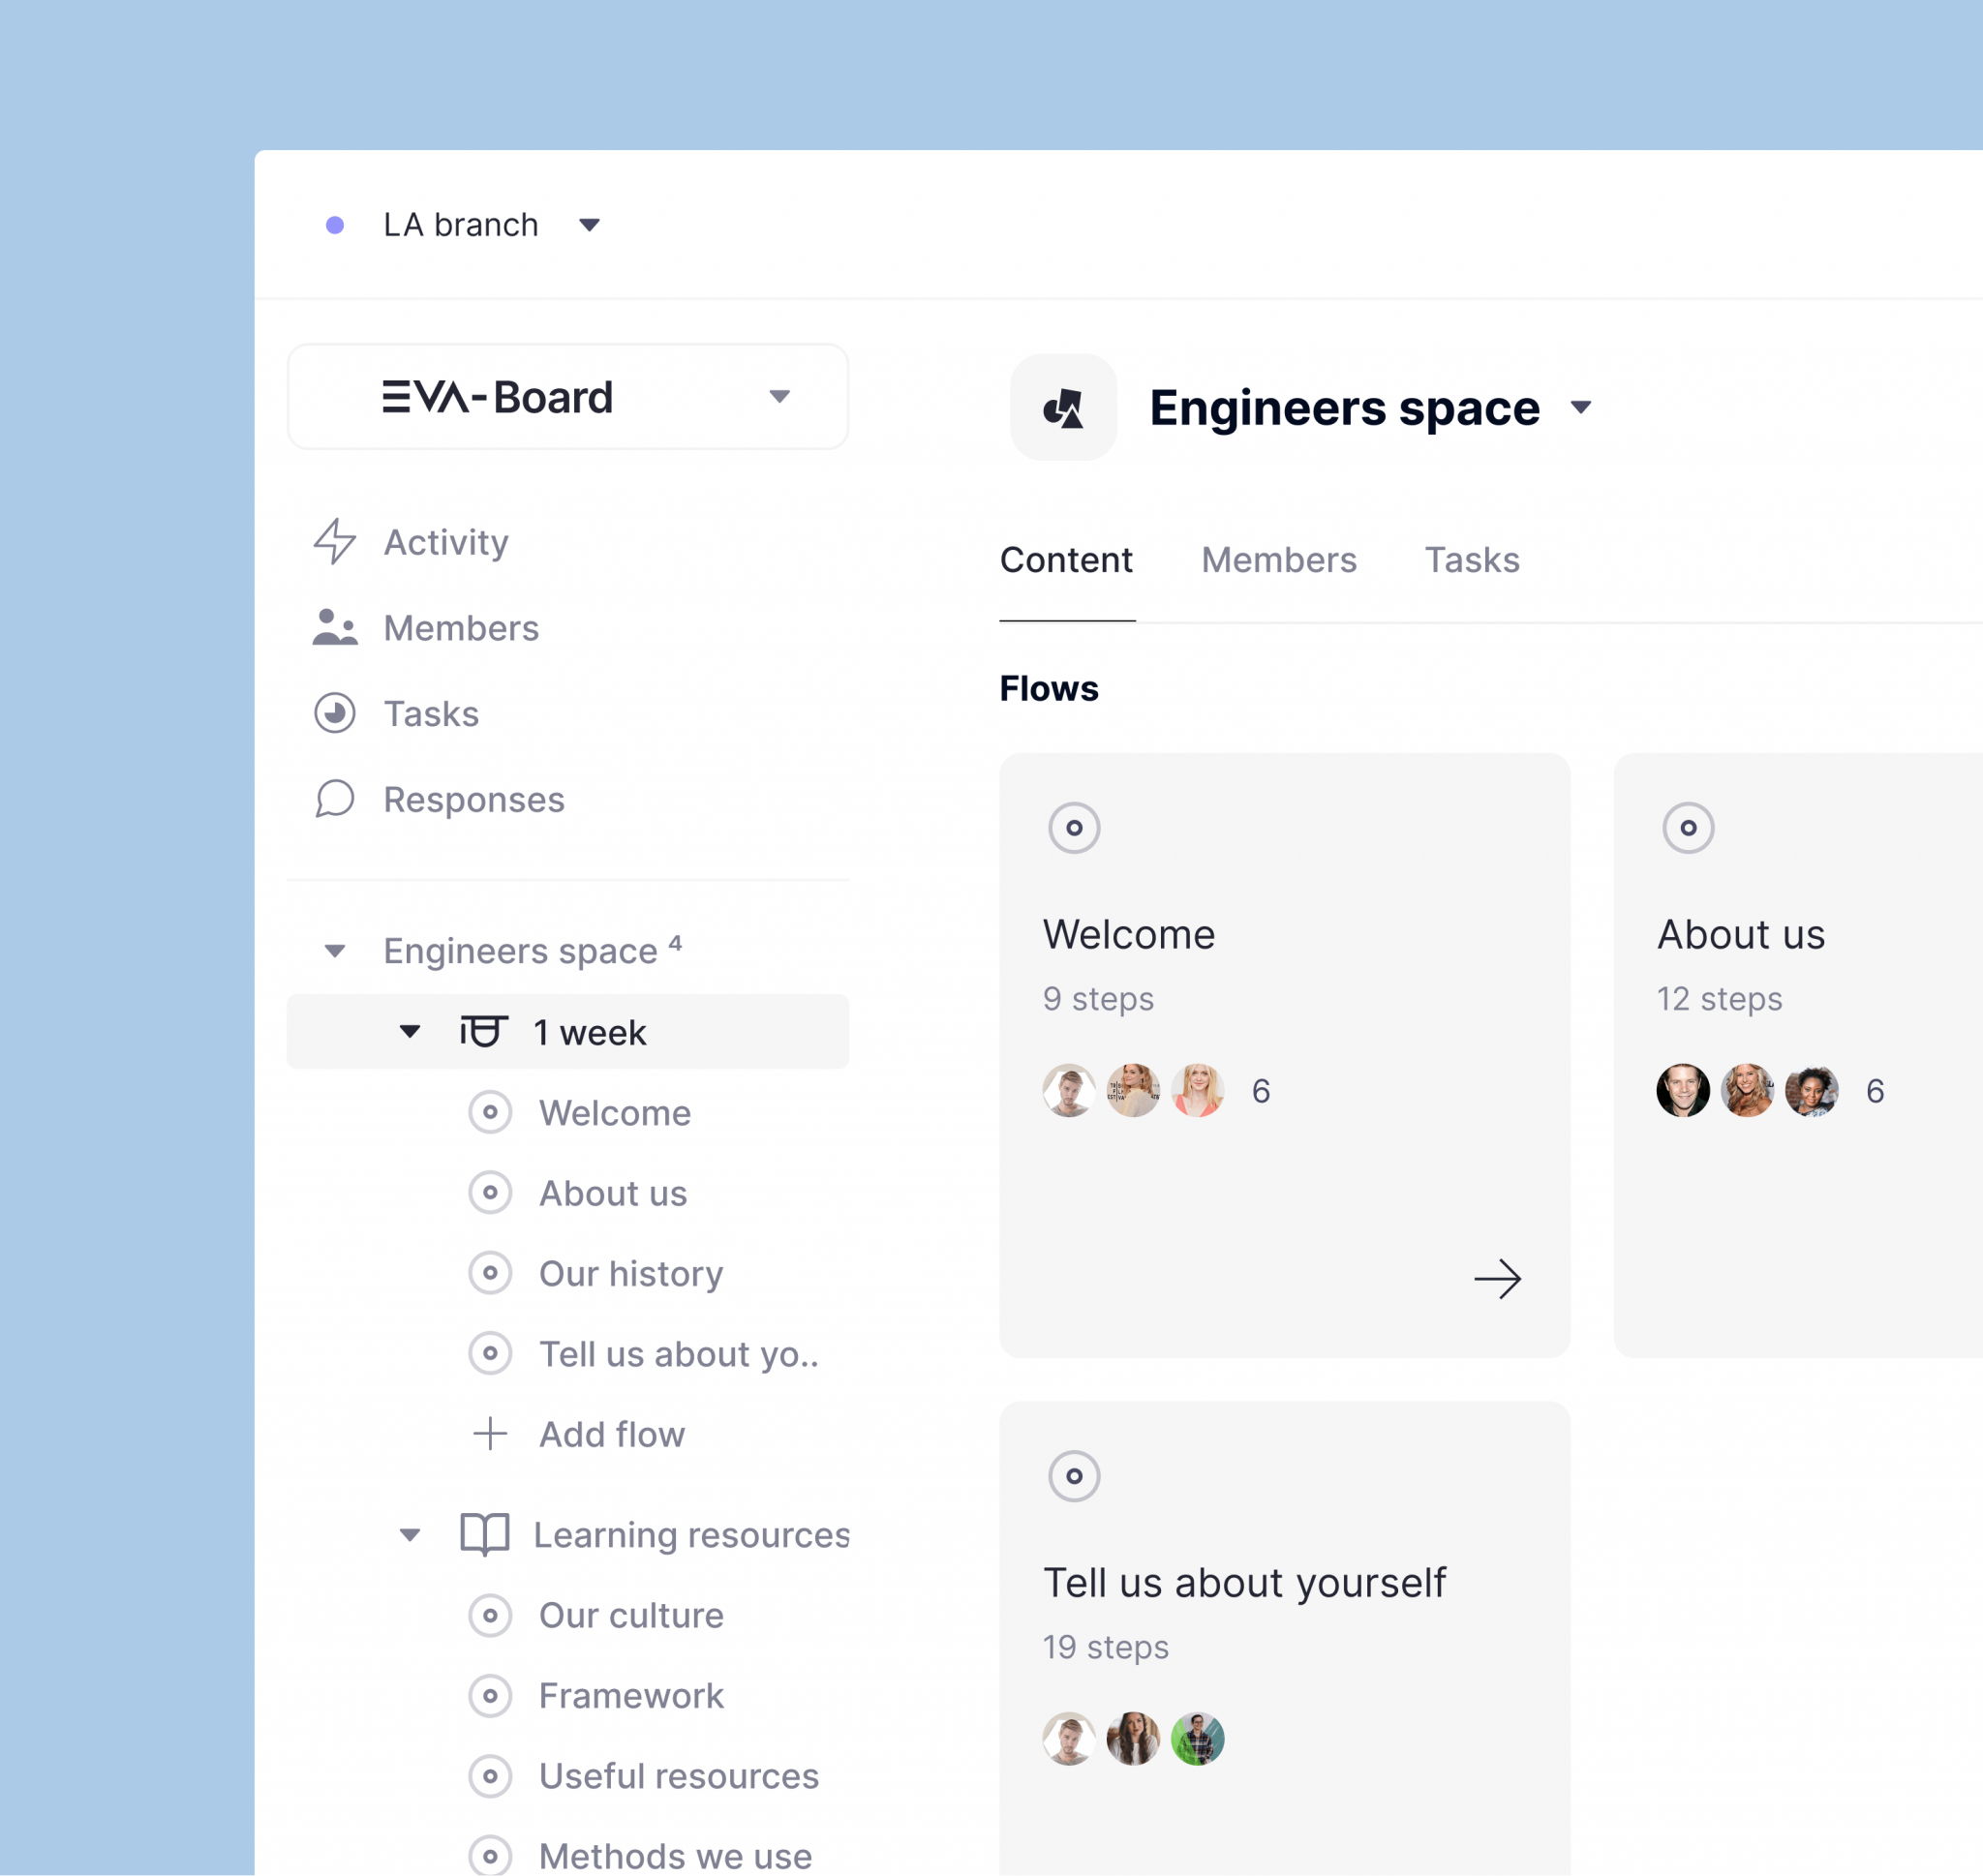 LA branch
EVA-Board
Engineers space
Activity
Members
Tasks
Responses
Engineers space 4
1 week
Welcome
About us
Our history
Tell us about yo..
Add flow
Learning resources
Our culture
Framework
Useful resources
Methods we use
Content Members Tasks
Flows
Welcome
9 steps
6
About us
12 steps
6
Tell us about yourself
19 steps